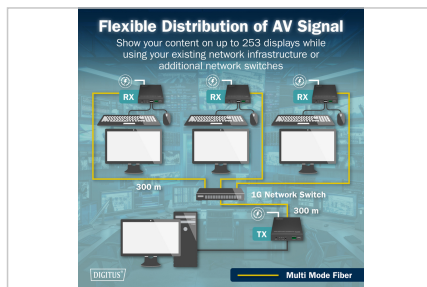 Flexible Distribution of AV Signal
Show your content on up to 253 displays while
using your existing network infrastructure or
additional network switches
RX
RX
RX
300 m
1G Network Switch
300 m
TX
DIGITUS
Multi Mode Fiber